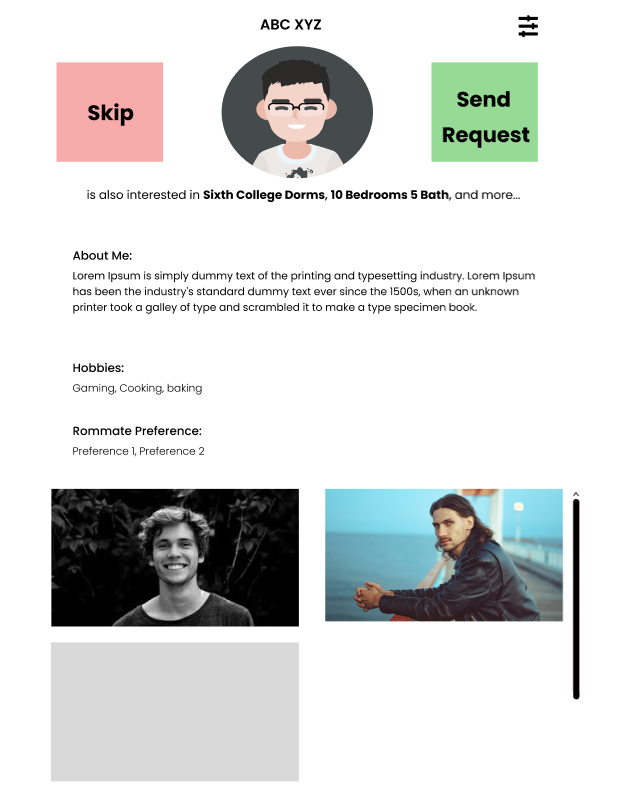 ABC XYZ
Skip
Send
Request
is also interested in Sixth College Dorms, 10 Bedrooms 5 Bath, and more...
About Me:
Lorem Ipsum is simply dummy text of the printing and typesetting industry. Lorem Ipsum
has been the industry's standard dummy text ever since the 1500s, when an unknown
printer took a galley of type and scrambled it to make a type specimen book.
Hobbies:
Gaming, Cooking, baking
Rommate Preference:
Preference 1, Preference 2